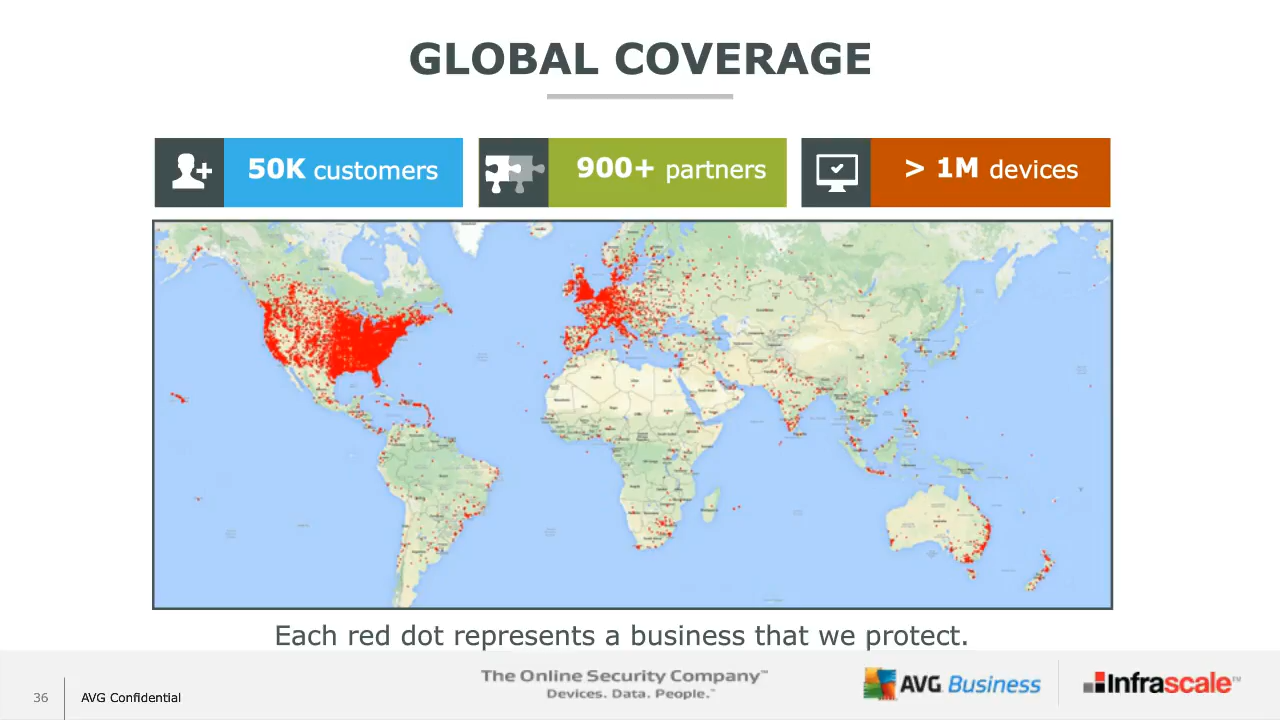 GLOBAL COVERAGE
50K customers
900+ partners
> 1M devices
Each red dot represents a business that we protect.
The Online Security Company™
Devices. Data. People.™
AVG Business
Infrascale™
36
AVG Confidential